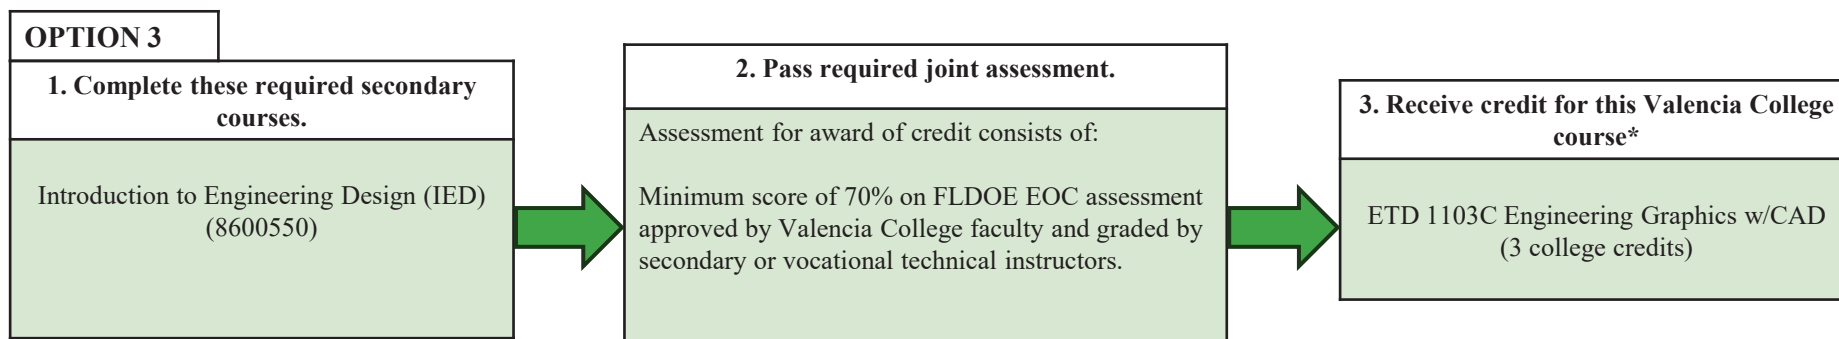 OPTION 3
1. Complete these required secondary
courses.
Introduction to Engineering Design (IED)
(8600550)
2. Pass required joint assessment.
Assessment for award of credit consists of:
Minimum score of 70% on FLDOE EOC assessment
approved by Valencia College faculty and graded by
secondary or vocational technical instructors.
3. Receive credit for this Valencia College
course*
ETD 1103C Engineering Graphics w/CAD
(3 college credits)